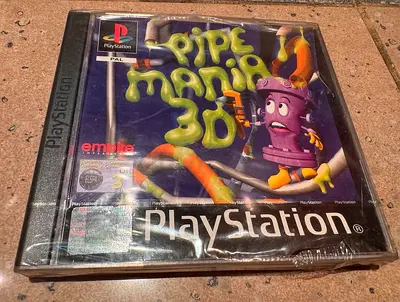 PlayStation
PAL
PIPE
MANIA
3D
empire
PlayStation
PlayStation®